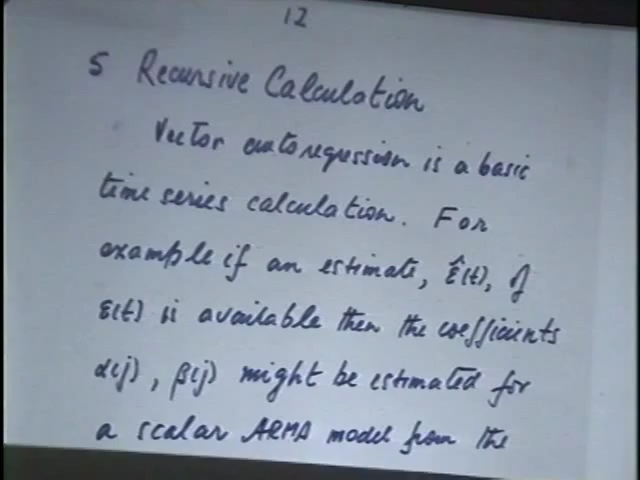 12
5 Recursive Calculation
Vector autoregression is a basic
time series calculation. For
example if an estimate, ε̂(t), of
ε(t) is available then the coefficients
α(j), β(j) might be estimated for
a scalar ARMA model from the